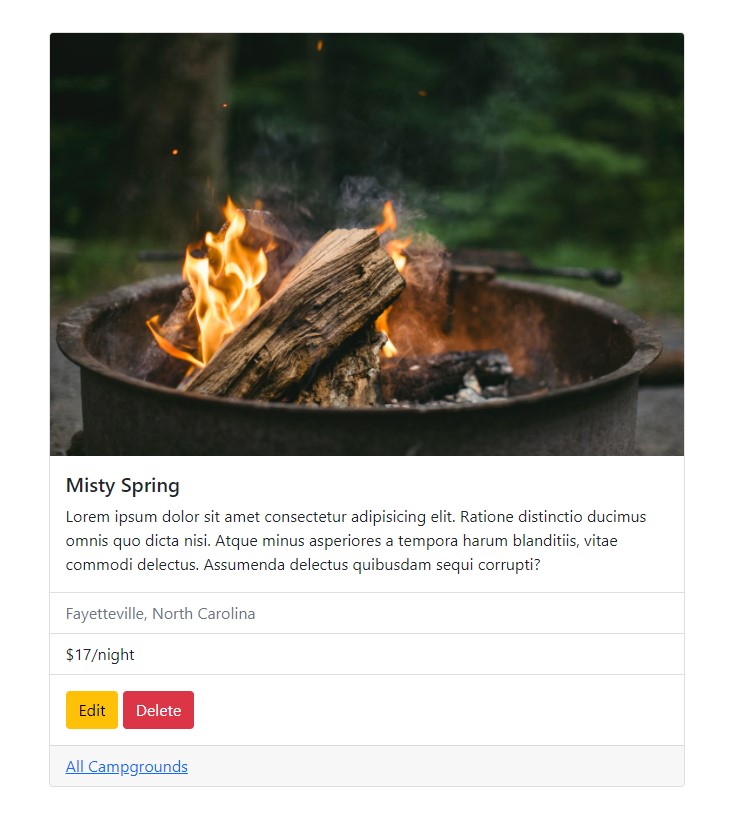 Misty Spring
Lorem ipsum dolor sit amet consectetur adipisicing elit. Ratione distinctio ducimus
omnis quo dicta nisi. Atque minus asperiores a tempora harum blanditiis, vitae
commodi delectus. Assumenda delectus quibusdam sequi corrupti?
Fayetteville, North Carolina
$17/night
Edit Delete
All Campgrounds